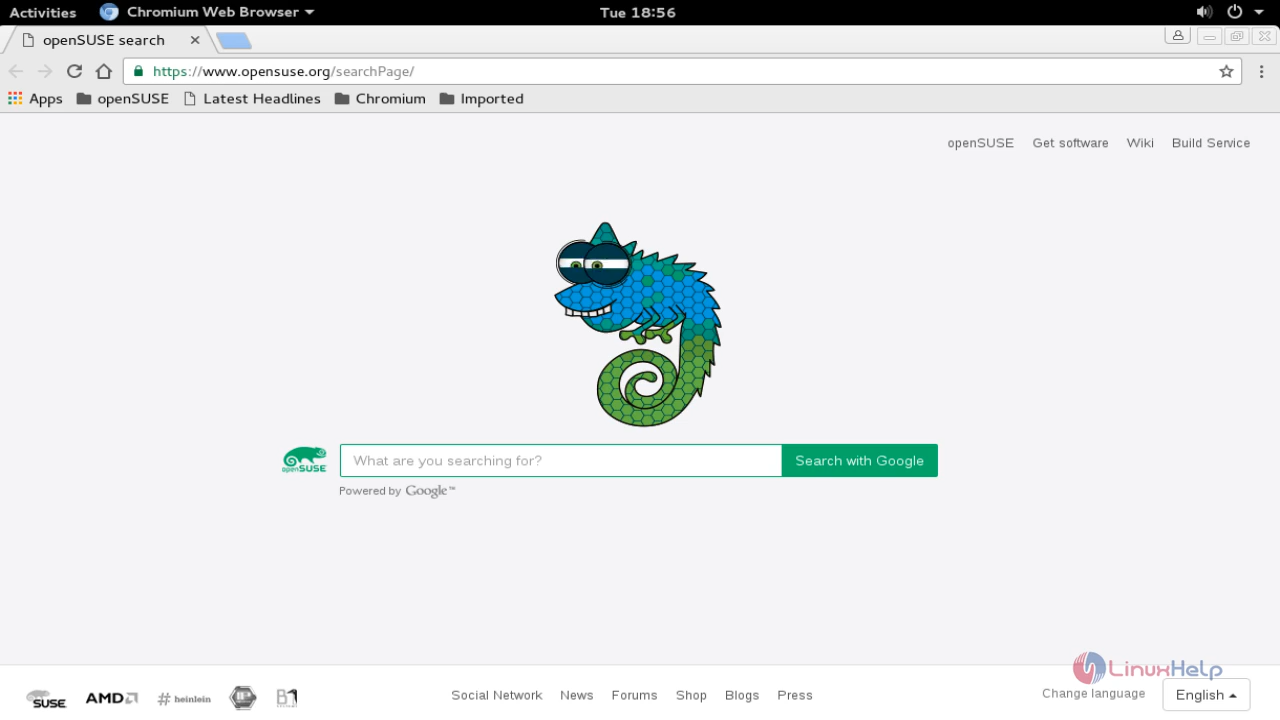 Activities Chromium Web Browser Tue 18:56
openSUSE search
https://www.opensuse.org/searchPage/
Apps openSUSE Latest Headlines Chromium Imported
openSUSE Get software Wiki Build Service
openSUSE What are you searching for? Search with Google
Powered by Google™
LinuxHelp
SUSE AMD # heinlein B1 Social Network News Forums Shop Blogs Press Change language English